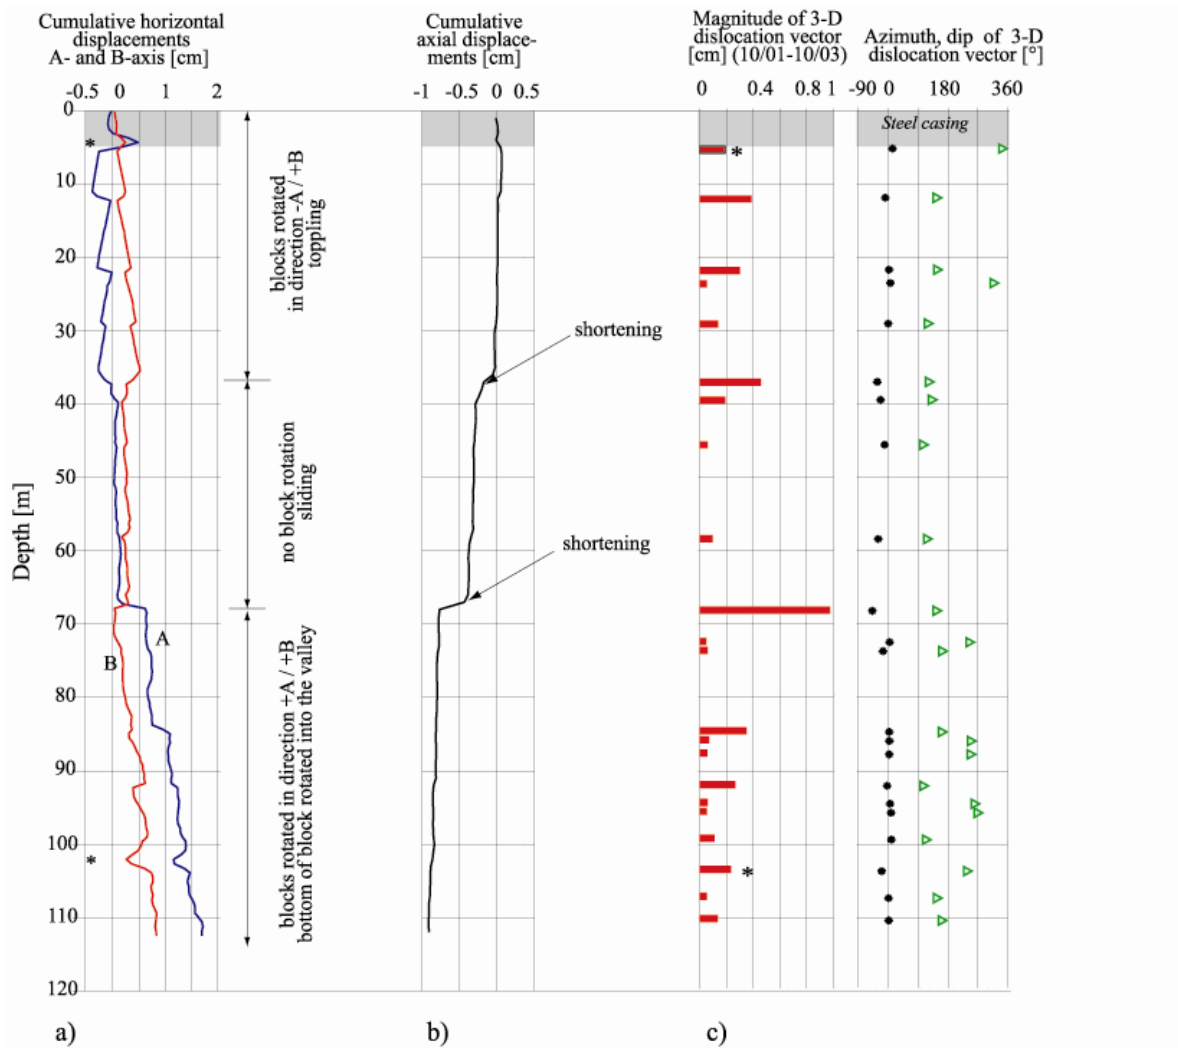 Cumulative horizontal
displacements
A- and B-axis [cm]
-0.5 0 1 2
Cumulative
axial displace-
ments [cm]
-1 -0.5 0 0.5
Magnitude of 3-D
dislocation vector
[cm] (10/01-10/03)
0 0.4 0.8 1
Azimuth, dip of 3-D
dislocation vector [°]
-90 0 180 360
Depth [m]
0
10
20
30
40
50
60
70
80
90
100
110
120
*
*
A
B
blocks rotated
in direction -A / +B
toppling
no block rotation
sliding
blocks rotated in direction +A / +B
bottom of block rotated into the valley
shortening
shortening
*
*
Steel casing
a)
b)
c)